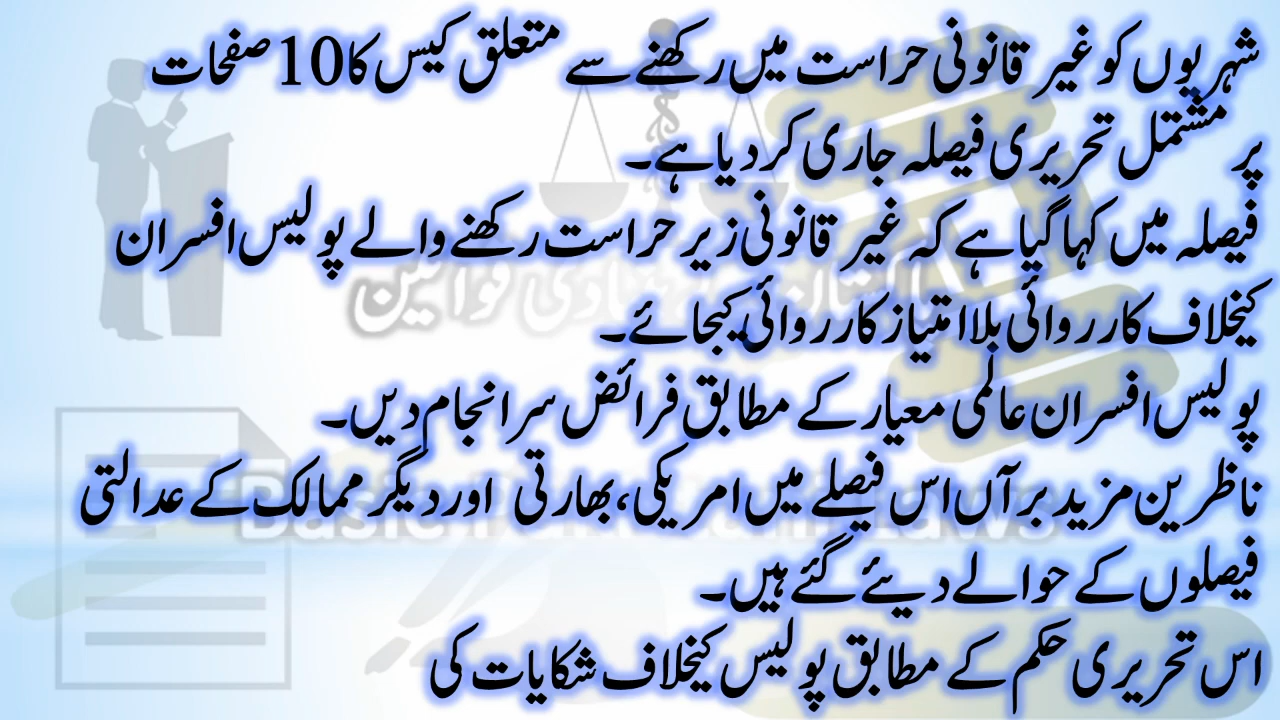 شہریوں کو غیر قانونی حراست میں رکھنے سے متعلق کیس کا 10 صفحات
پر مشتمل تحریری فیصلہ جاری کر دیا ہے۔
فیصلہ میں کہا گیا ہے کہ غیر قانونی زیر حراست رکھنے والے پولیس افسران
کیخلاف کارروائی بلا امتیاز کارروائی کیجائے۔
پولیس افسران عالمی معیار کے مطابق فرائض سر انجام دیں۔
ناظرین مزید برآں اس فیصلے میں امریکی، بھارتی اور دیگر ممالک کے عدالتی
فیصلوں کے حوالے دیئے گئے ہیں۔
اس تحریری حکم کے مطابق پولیس کیخلاف شکایات کی